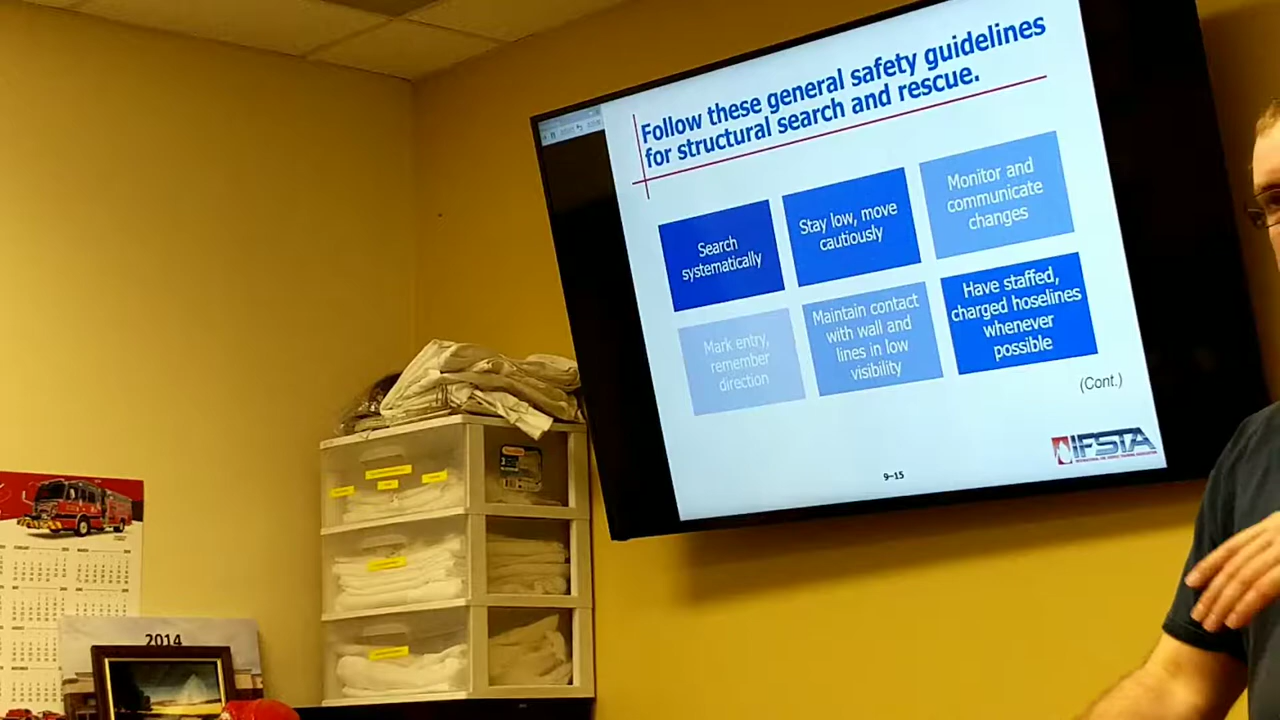 Follow these general safety guidelines
for structural search and rescue.
Search
systematically
Stay low, move
cautiously
Monitor and
communicate
changes
Mark entry,
remember
direction
Maintain contact
with wall and
lines in low
visibility
Have staffed,
charged hoselines
whenever
possible
(Cont.)
IFSTA
9-15
2014